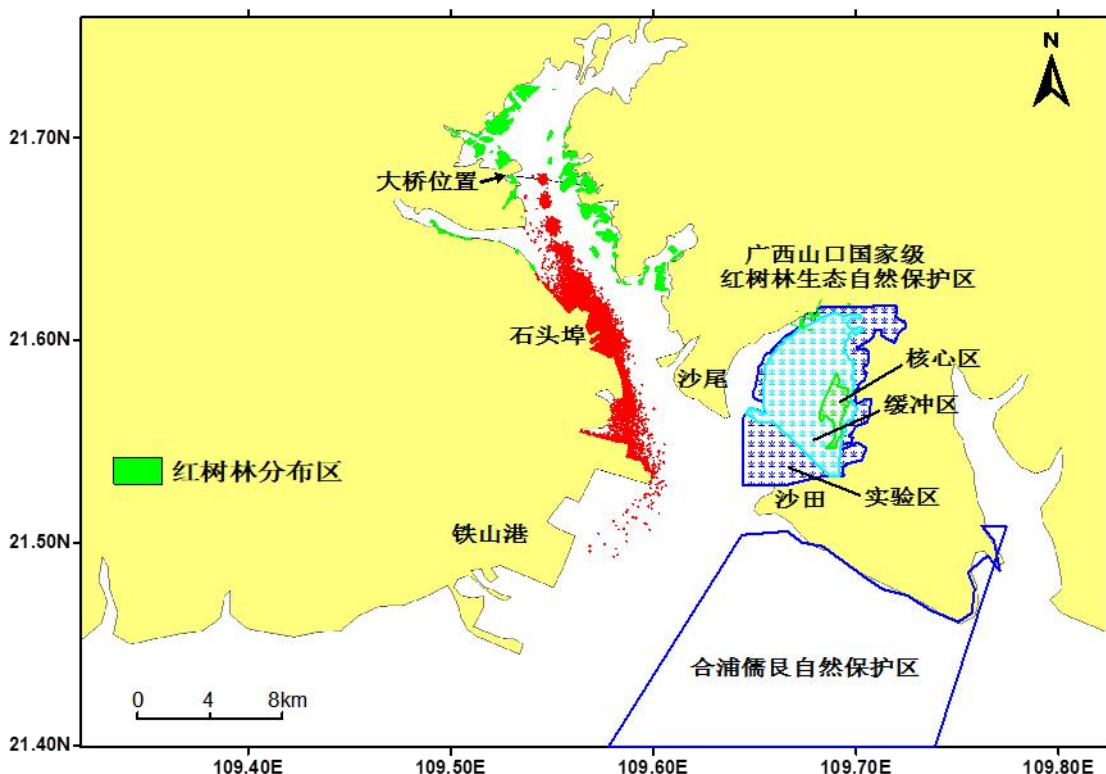 N
21.70N
大桥位置
广西山口国家级
红树林生态自然保护区
21.60N
石头埠
沙尾
核心区
缓冲区
红树林分布区
实验区
沙田
铁山港
21.50N
合浦儒艮自然保护区
0 4 8km
21.40N
109.40E 109.50E 109.60E 109.70E 109.80E